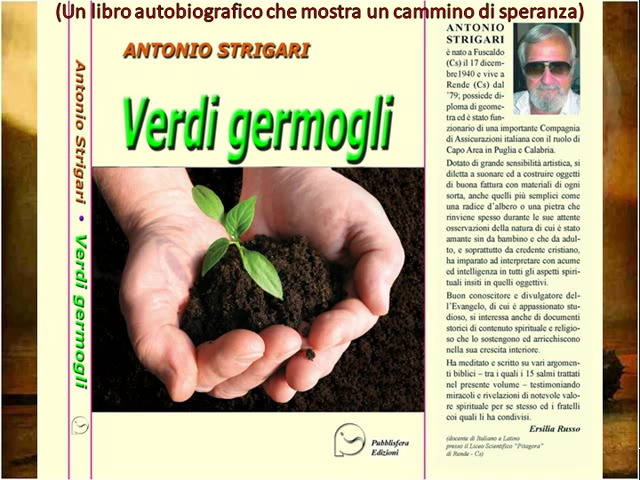 (Un libro autobiografico che mostra un cammino di speranza)
Antonio Strigari • Verdi germogli
ANTONIO STRIGARI
Verdi germogli
Pubblisfera
Edizioni
ANTONIO
STRIGARI
è nato a Fuscaldo
(Cs) il 17 dicem-
bre1940 e vive a
Rende (Cs) dal
'79; possiede di-
ploma di geome-
tra ed è stato fun-
zionario di una importante Compagnia
di Assicurazioni italiana con il ruolo di
Capo Area in Puglia e Calabria.
Dotato di grande sensibilità artistica, si
diletta a suonare ed a costruire oggetti
di buona fattura con materiali di ogni
sorta, anche quelli più semplici come
una radice d'albero o una pietra che
rinviene spesso durante le sue attente
osservazioni della natura di cui è stato
amante sin da bambino e che da adul-
to, e soprattutto da credente cristiano,
ha imparato ad interpretare con acume
ed intelligenza in tutti gli aspetti spiri-
tuali insiti in quelli oggettivi.
Buon conoscitore e divulgatore del-
l'Evangelo, di cui è appassionato stu-
dioso, si interessa anche di documenti
storici di contenuto spirituale e religio-
so che lo sostengono ed arricchiscono
nella sua crescita interiore.
Ha meditato e scritto su vari argomen-
ti biblici – tra i quali i 15 salmi trattati
nel presente volume – testimoniando
miracoli e rivelazioni di notevole valo-
re spirituale per se stesso ed i fratelli
coi quali li ha condivisi.
Ersilia Russo
(docente di Italiano e Latino
presso il Liceo Scientifico "Pitagora"
di Rende - Cs)